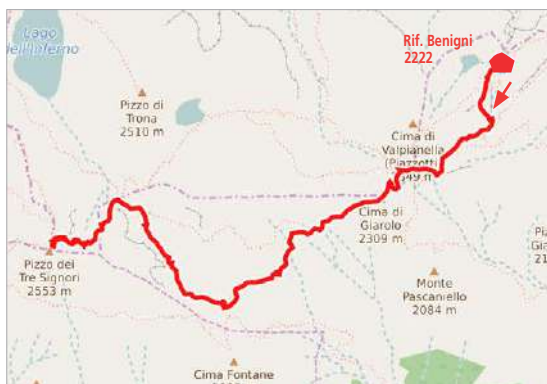 Lago
dell'Inferno
Rif. Benigni
2222
Pizzo di
Trona
2510 m
Cima di
Valpianella
(Piazzotti
49 m
Cima di
Giarolo
2309 m
Pizzo dei
Tre Signori
2553 m
Monte
Pascaniello
2084 m
Cima Fontane